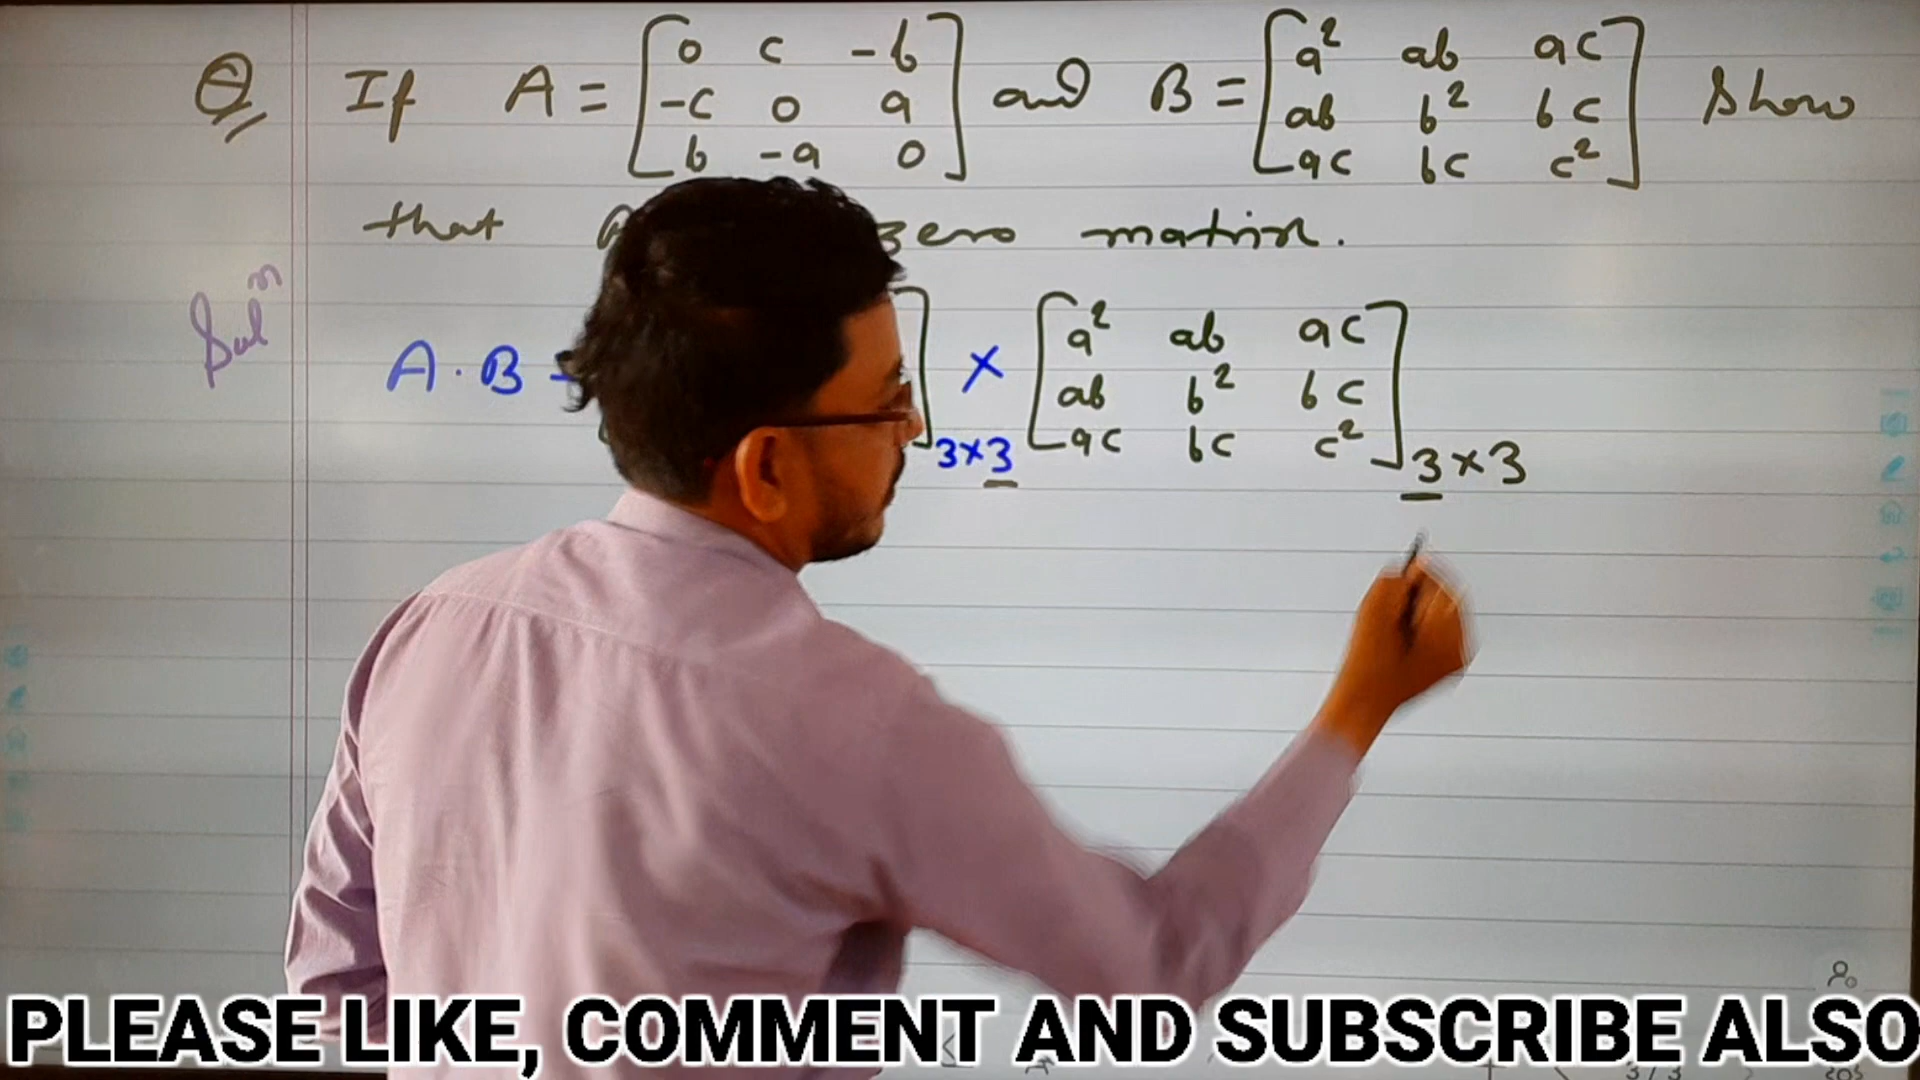 Q, If A = [0 c -b
-c 0 a
b -a 0] and B = [a² ab ac
ab b² bc
ac bc c²] show
that zero matrix.
Solⁿ
A . B
3×3 × [a² ab ac
ab b² bc
ac bc c²] 3×3
PLEASE LIKE, COMMENT AND SUBSCRIBE ALSO